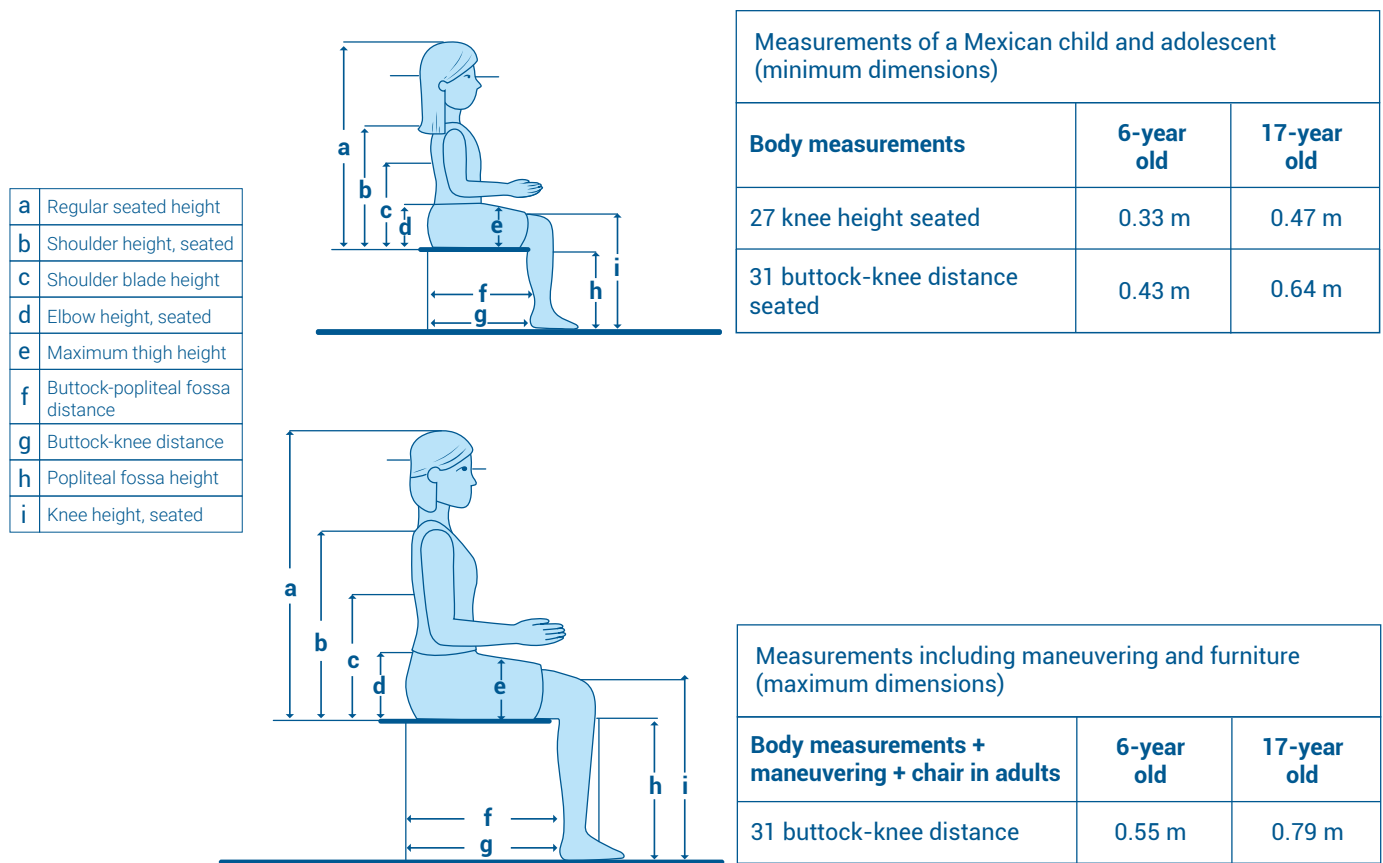 a Regular seated height
b Shoulder height, seated
c Shoulder blade height
d Elbow height, seated
e Maximum thigh height
f Buttock-popliteal fossa
distance
g Buttock-knee distance
h Popliteal fossa height
i Knee height, seated
a
b
c
d
e
f
g
h
i
Measurements of a Mexican child and adolescent
(minimum dimensions)
Body measurements 6-year old 17-year old
27 knee height seated 0.33 m 0.47 m
31 buttock-knee distance
seated 0.43 m 0.64 m
a
b
c
d
e
f
g
h
i
Measurements including maneuvering and furniture
(maximum dimensions)
Body measurements +
maneuvering + chair in adults 6-year old 17-year old
31 buttock-knee distance 0.55 m 0.79 m